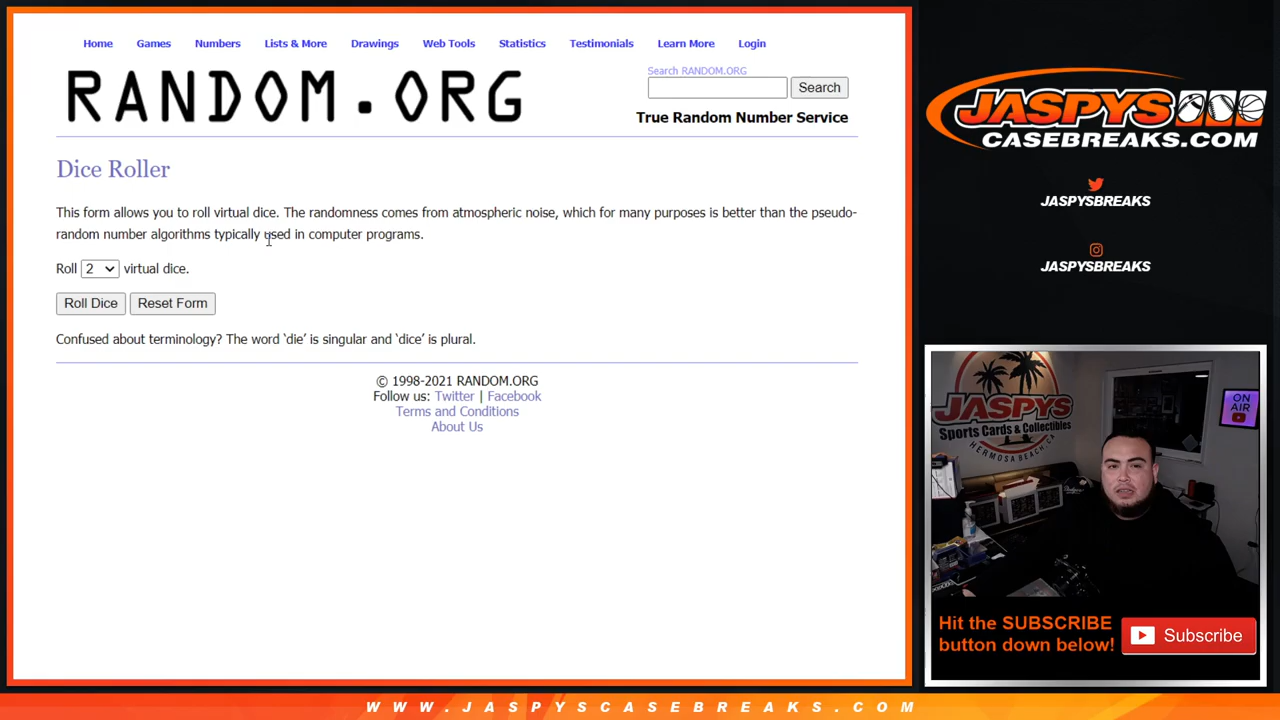 Home Games Numbers Lists & More Drawings Web Tools Statistics Testimonials Learn More Login
RANDOM.ORG
Search RANDOM.ORG
Search
True Random Number Service
Dice Roller
This form allows you to roll virtual dice. The randomness comes from atmospheric noise, which for many purposes is better than the pseudo-
random number algorithms typically used in computer programs.
Roll 2 virtual dice.
Roll Dice Reset Form
Confused about terminology? The word ‘die’ is singular and ‘dice’ is plural.
© 1998-2021 RANDOM.ORG
Follow us: Twitter | Facebook
Terms and Conditions
About Us
JASPYS
CASEBREAKS.COM
JASPYSBREAKS
JASPYSBREAKS
JASPYS
Sports Cards & Collectibles
HERMOSA BEACH, CA
ON
AIR
Hit the SUBSCRIBE
button down below!
Subscribe
WWW.JASPYSCASEBREAKS.COM